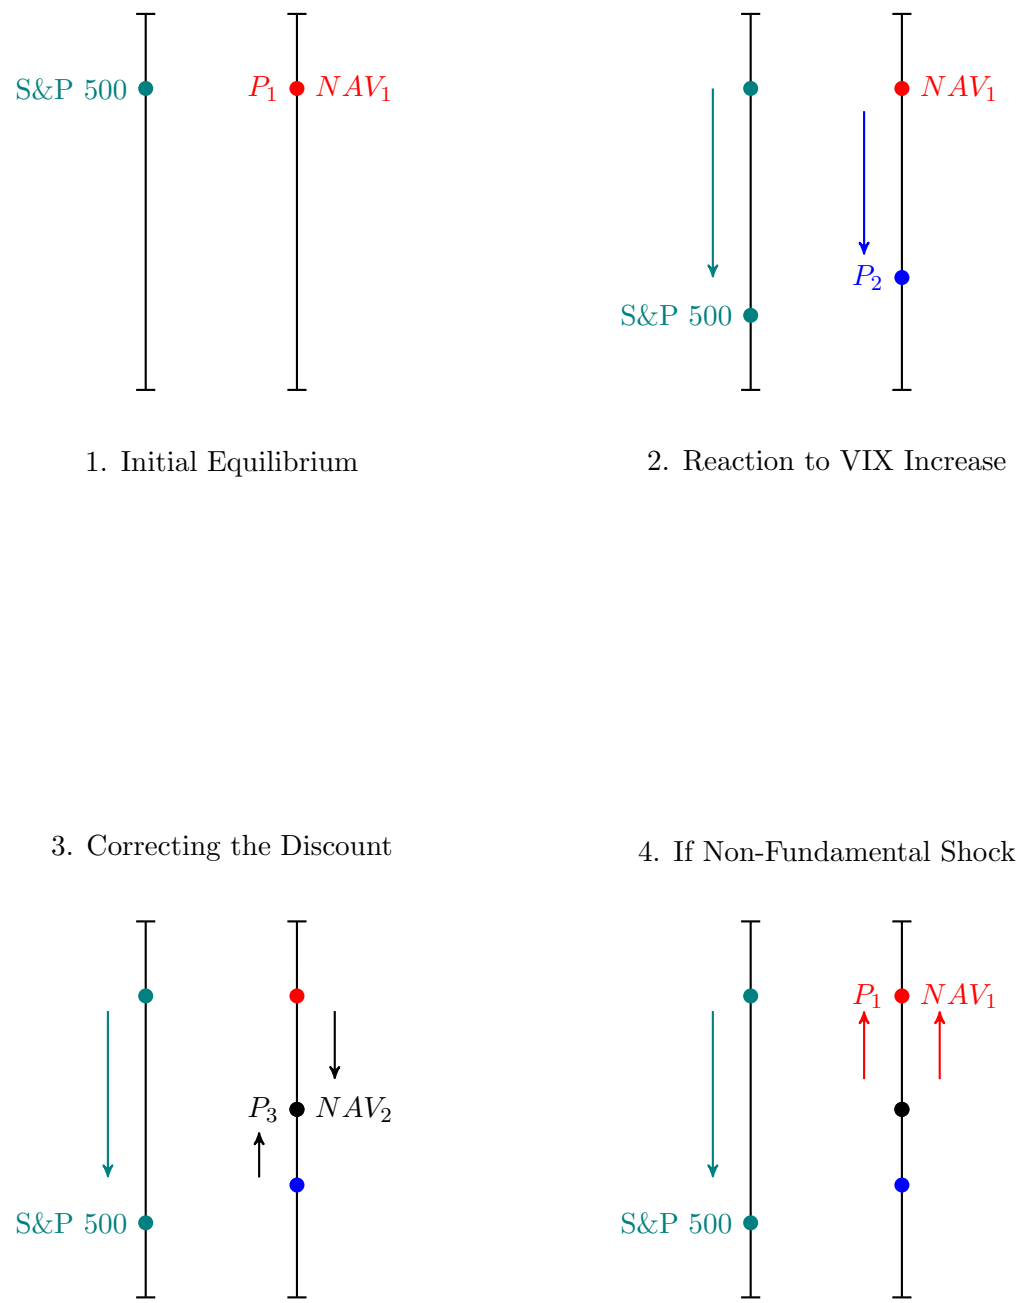 S&P 500
P₁ NAV₁
1. Initial Equilibrium
NAV₁
P₂
S&P 500
2. Reaction to VIX Increase
3. Correcting the Discount
P₃ NAV₂
S&P 500
4. If Non-Fundamental Shock
P₁ NAV₁
S&P 500